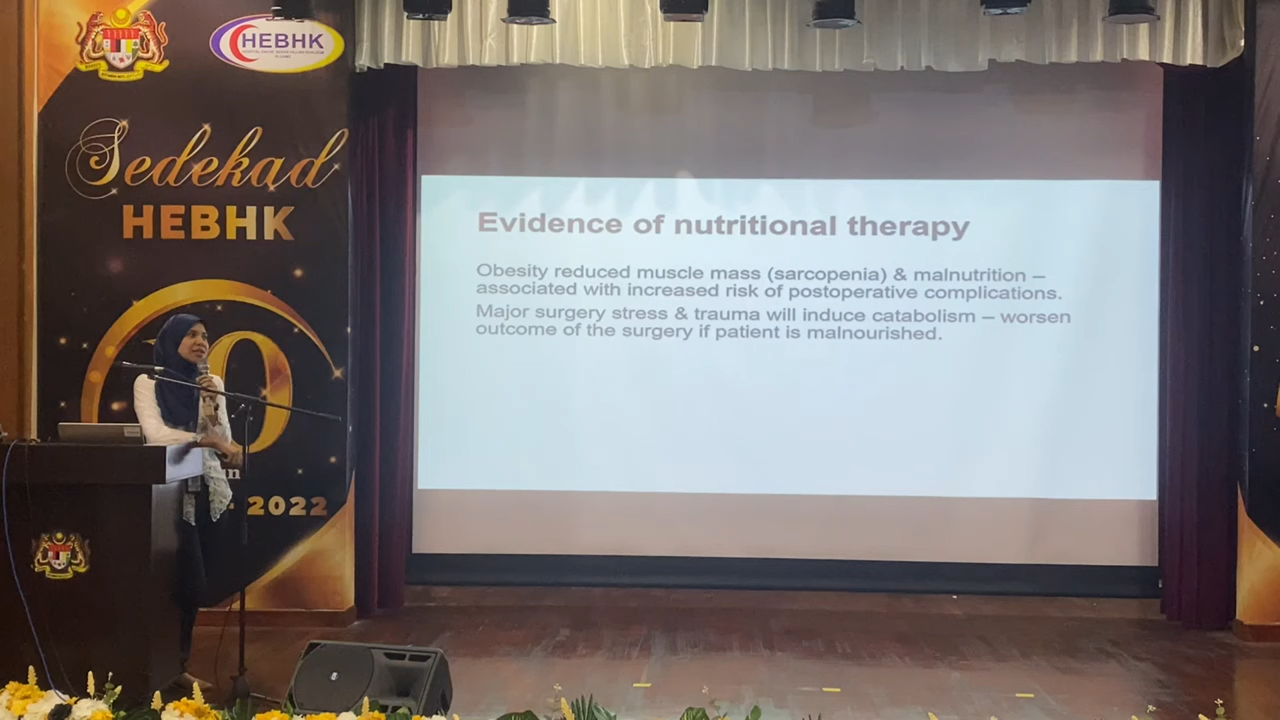 HEBHK
Sedekad
HEBHK
2022
Evidence of nutritional therapy
Obesity reduced muscle mass (sarcopenia) & malnutrition –
associated with increased risk of postoperative complications.
Major surgery stress & trauma will induce catabolism – worsen
outcome of the surgery if patient is malnourished.